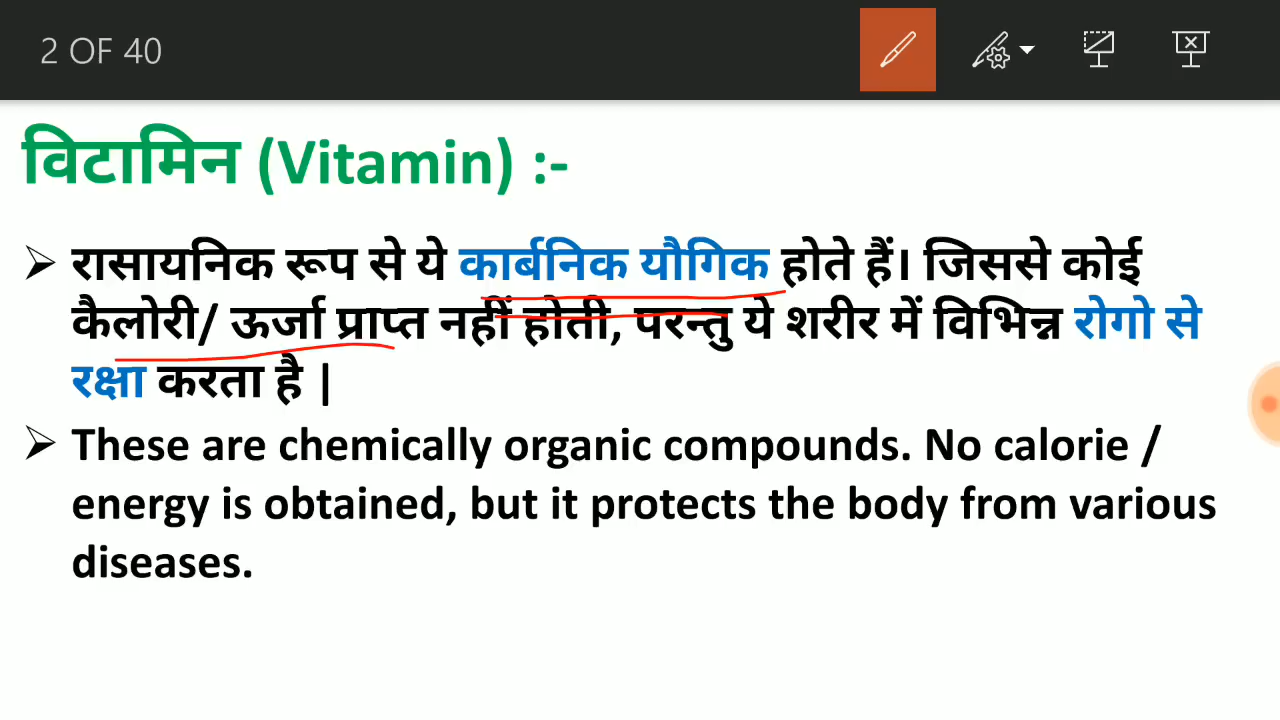 2 OF 40
विटामिन (Vitamin) :-
➢ रासायनिक रूप से ये कार्बनिक यौगिक होते हैं। जिससे कोई
कैलोरी/ ऊर्जा प्राप्त नहीं होती, परन्तु ये शरीर में विभिन्न रोगो से
रक्षा करता है |
➢ These are chemically organic compounds. No calorie /
energy is obtained, but it protects the body from various
diseases.